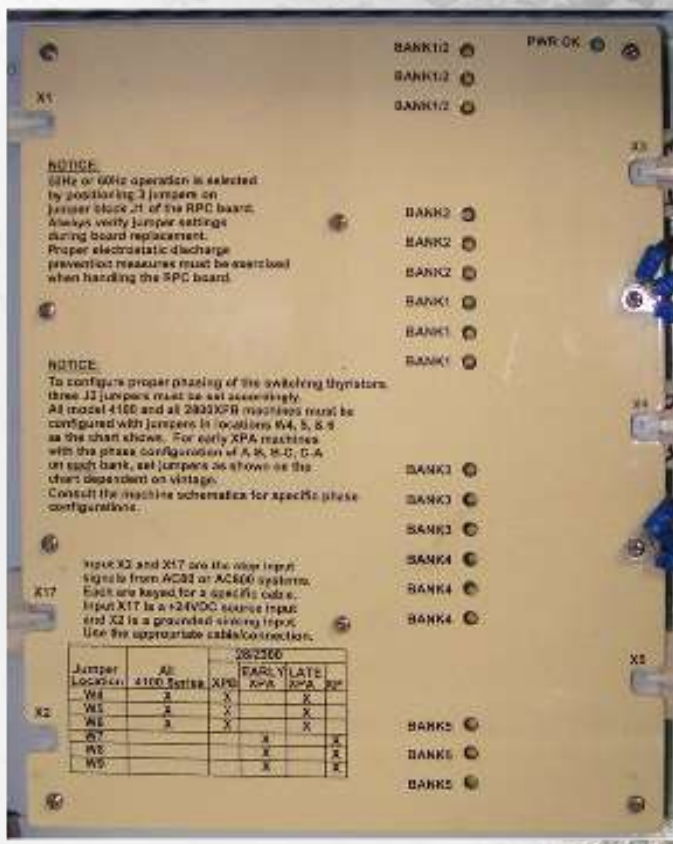 BANK1/2
PWR OK
BANK1/2
BANK1/2
X1
X3
NOTICE:
50Hz or 60Hz operation is selected
by positioning 3 jumpers on
jumper block J1 of the RPC board.
Always verify jumper settings
during board replacement.
Proper electrostatic discharge
prevention measures must be exercised
when handling the RPC board.
BANK2
BANK2
BANK2
BANK1
BANK1
BANK1
NOTICE:
To configure proper phasing of the switching thyristors,
three J2 jumpers must be set accordingly.
All model 4100 and all 2800XPB machines must be
configured with jumpers in locations W4, 5, & 6
as the chart shows. For early XPA machines
with the phase configuration of A-B, B-C, C-A
on each bank, set jumpers as shown on the
chart dependent on vintage.
Consult the machine schematics for specific phase
configurations.
X4
BANK3
BANK3
BANK3
BANK4
BANK4
BANK4
Input X2 and X17 are the stop input
signals from AC80 or AC800 systems.
Each are keyed for a specific cable.
Input X17 is a +24VDC source input
and X2 is a grounded sinking input.
Use the appropriate cable/connection.
X17
X5
28/2300
Jumper Location All 4100 Series XPB EARLY XPA LATE XPA XP
W4 X X X
W5 X X X
W6 X X X
W7 X X
W8 X X
W9 X X
X2
BANK5
BANK5
BANK5